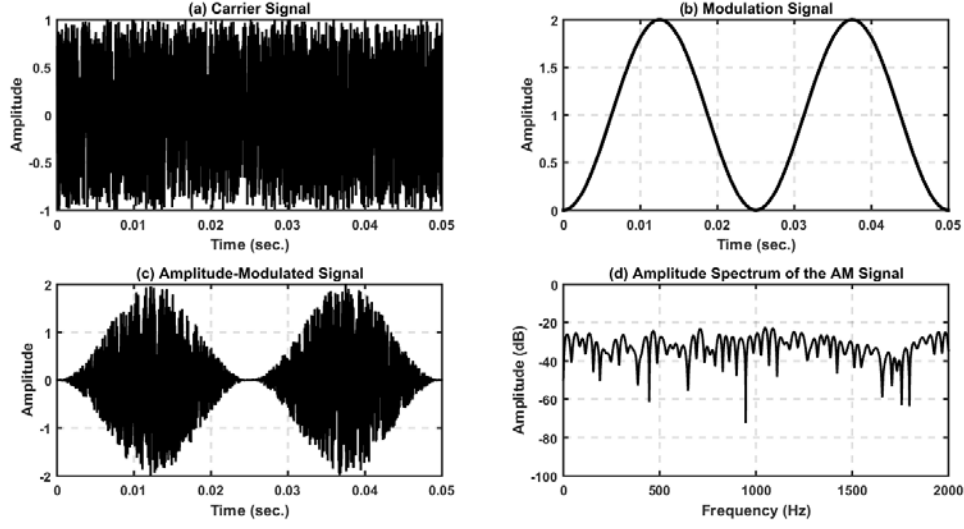 (a) Carrier Signal
1
0.5
0
-0.5
-1
Amplitude
0 0.01 0.02 0.03 0.04 0.05
Time (sec.)
(b) Modulation Signal
2
1.5
1
0.5
0
Amplitude
0 0.01 0.02 0.03 0.04 0.05
Time (sec.)
(c) Amplitude-Modulated Signal
2
1
0
-1
-2
Amplitude
0 0.01 0.02 0.03 0.04 0.05
Time (sec.)
(d) Amplitude Spectrum of the AM Signal
0
-20
-40
-60
-80
-100
Amplitude (dB)
0 500 1000 1500 2000
Frequency (Hz)